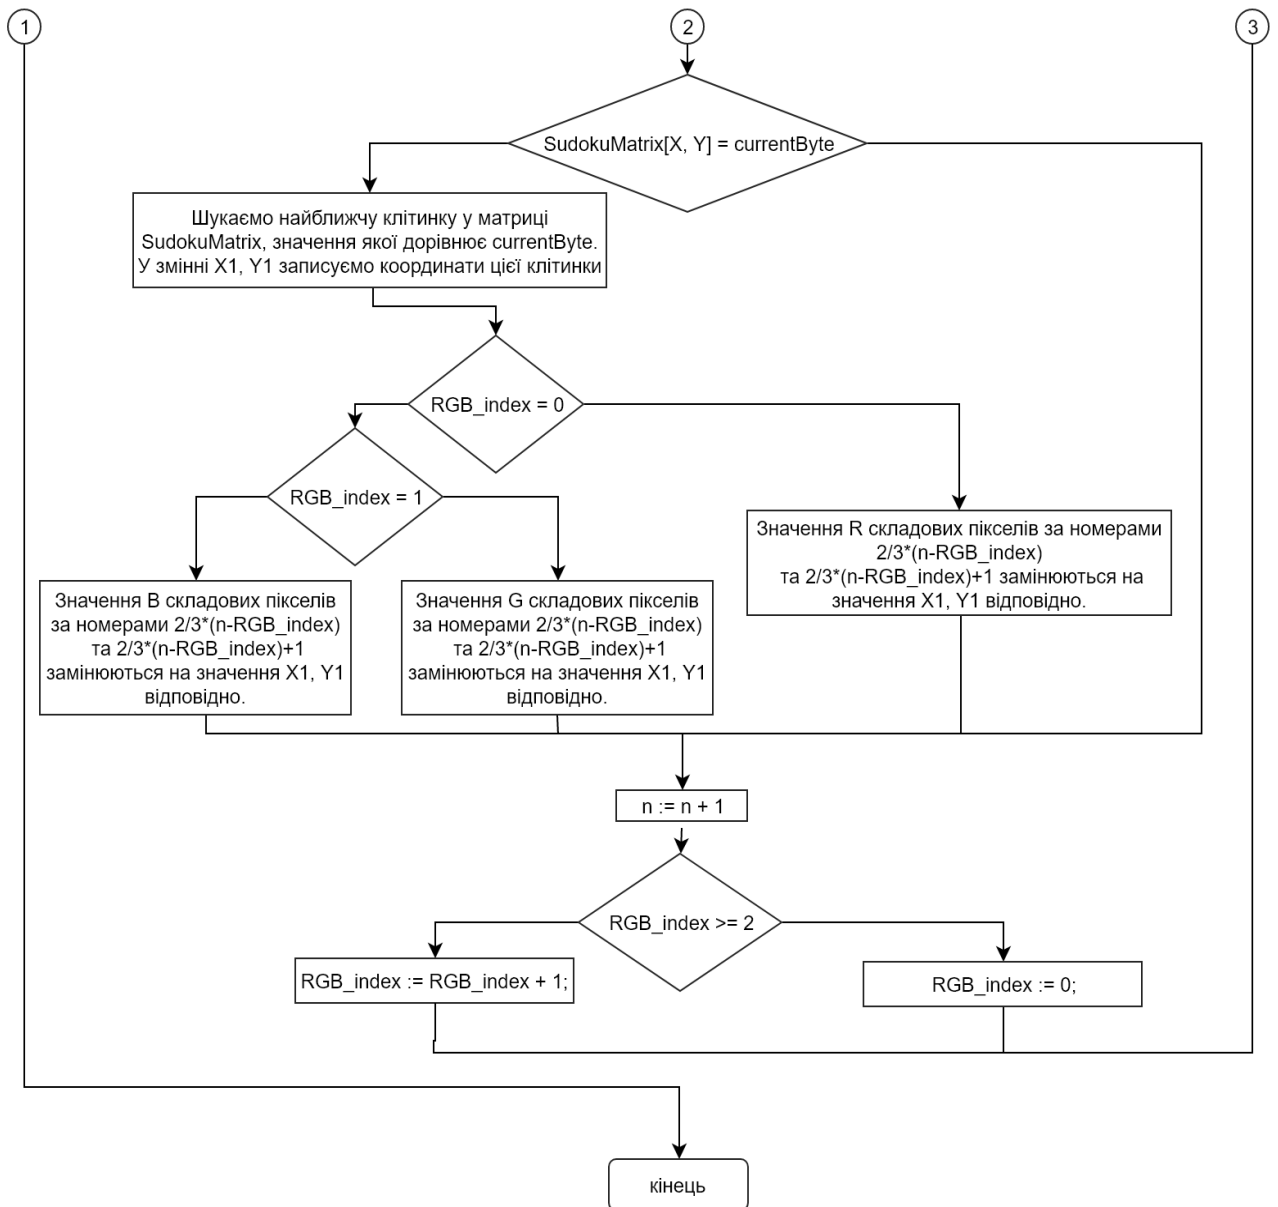 1
2
3
SudokuMatrix[X, Y] = currentByte
Шукаємо найближчу клітинку у матриці
SudokuMatrix, значення якої дорівнює currentByte.
У змінні X1, Y1 записуємо координати цієї клітинки
RGB_index = 0
RGB_index = 1
Значення R складових пікселів за номерами
2/3*(n-RGB_index)
та 2/3*(n-RGB_index)+1 замінюються на
значення X1, Y1 відповідно.
Значення B складових пікселів
за номерами 2/3*(n-RGB_index)
та 2/3*(n-RGB_index)+1
замінюються на значення X1, Y1
відповідно.
Значення G складових пікселів
за номерами 2/3*(n-RGB_index)
та 2/3*(n-RGB_index)+1
замінюються на значення X1, Y1
відповідно.
n := n + 1
RGB_index >= 2
RGB_index := RGB_index + 1;
RGB_index := 0;
кінець